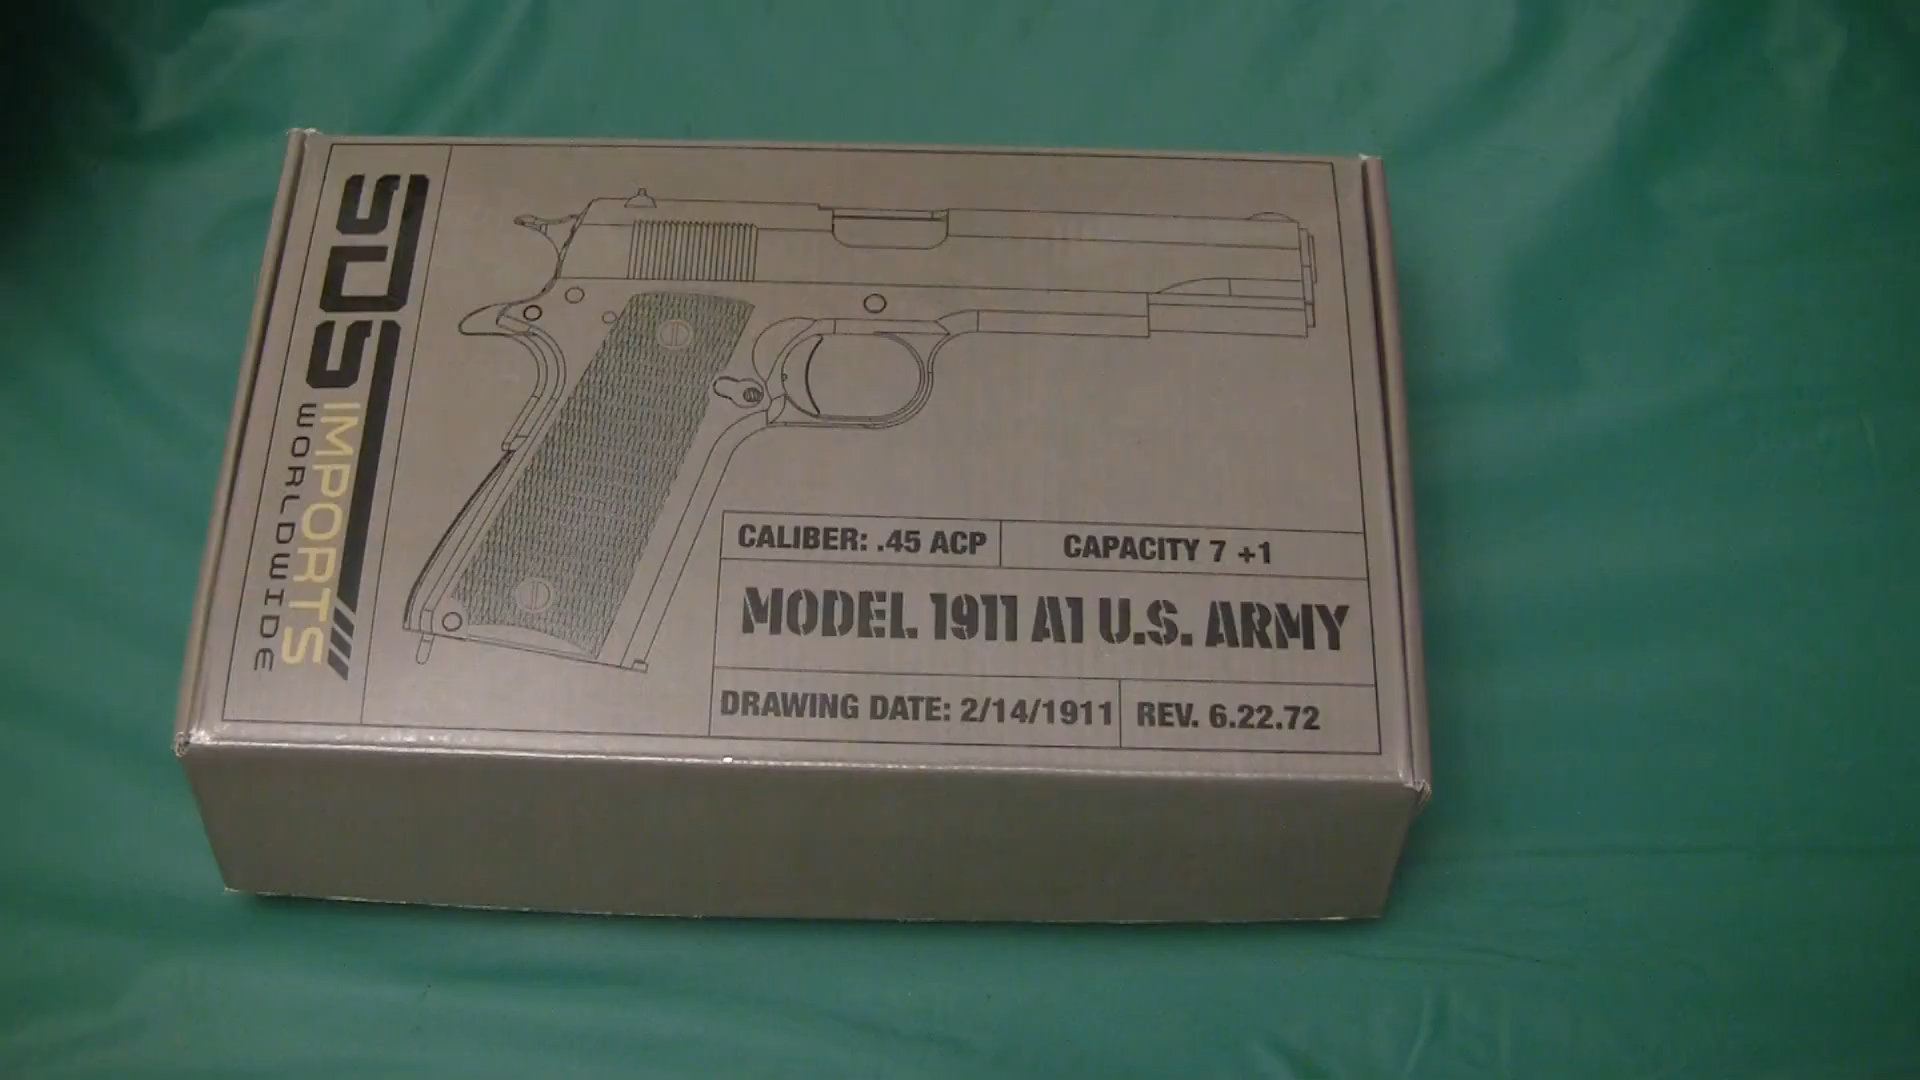 SDS
IMPORTS
WORLDWIDE
CALIBER: .45 ACP
CAPACITY 7 +1
MODEL 1911 A1 U.S. ARMY
DRAWING DATE: 2/14/1911
REV. 6.22.72